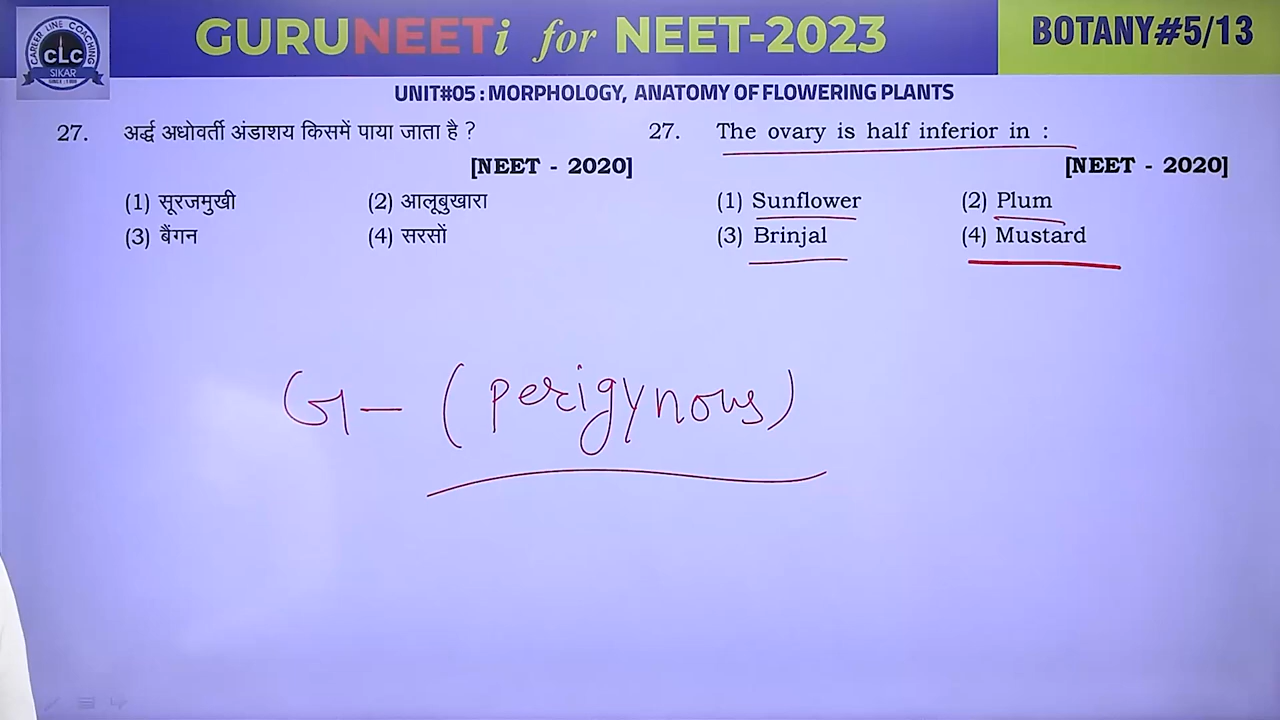 CAREER LINE COACHING
CLC
SIKAR
GURUNEETi for NEET-2023
BOTANY#5/13
UNIT#05 : MORPHOLOGY, ANATOMY OF FLOWERING PLANTS
27. अर्द्ध अधोवर्ती अंडाशय किसमें पाया जाता है ?
[NEET - 2020]
(1) सूरजमुखी (2) आलूबुखारा
(3) बैंगन (4) सरसों
27. The ovary is half inferior in :
[NEET - 2020]
(1) Sunflower (2) Plum
(3) Brinjal (4) Mustard
G – (perigynous)